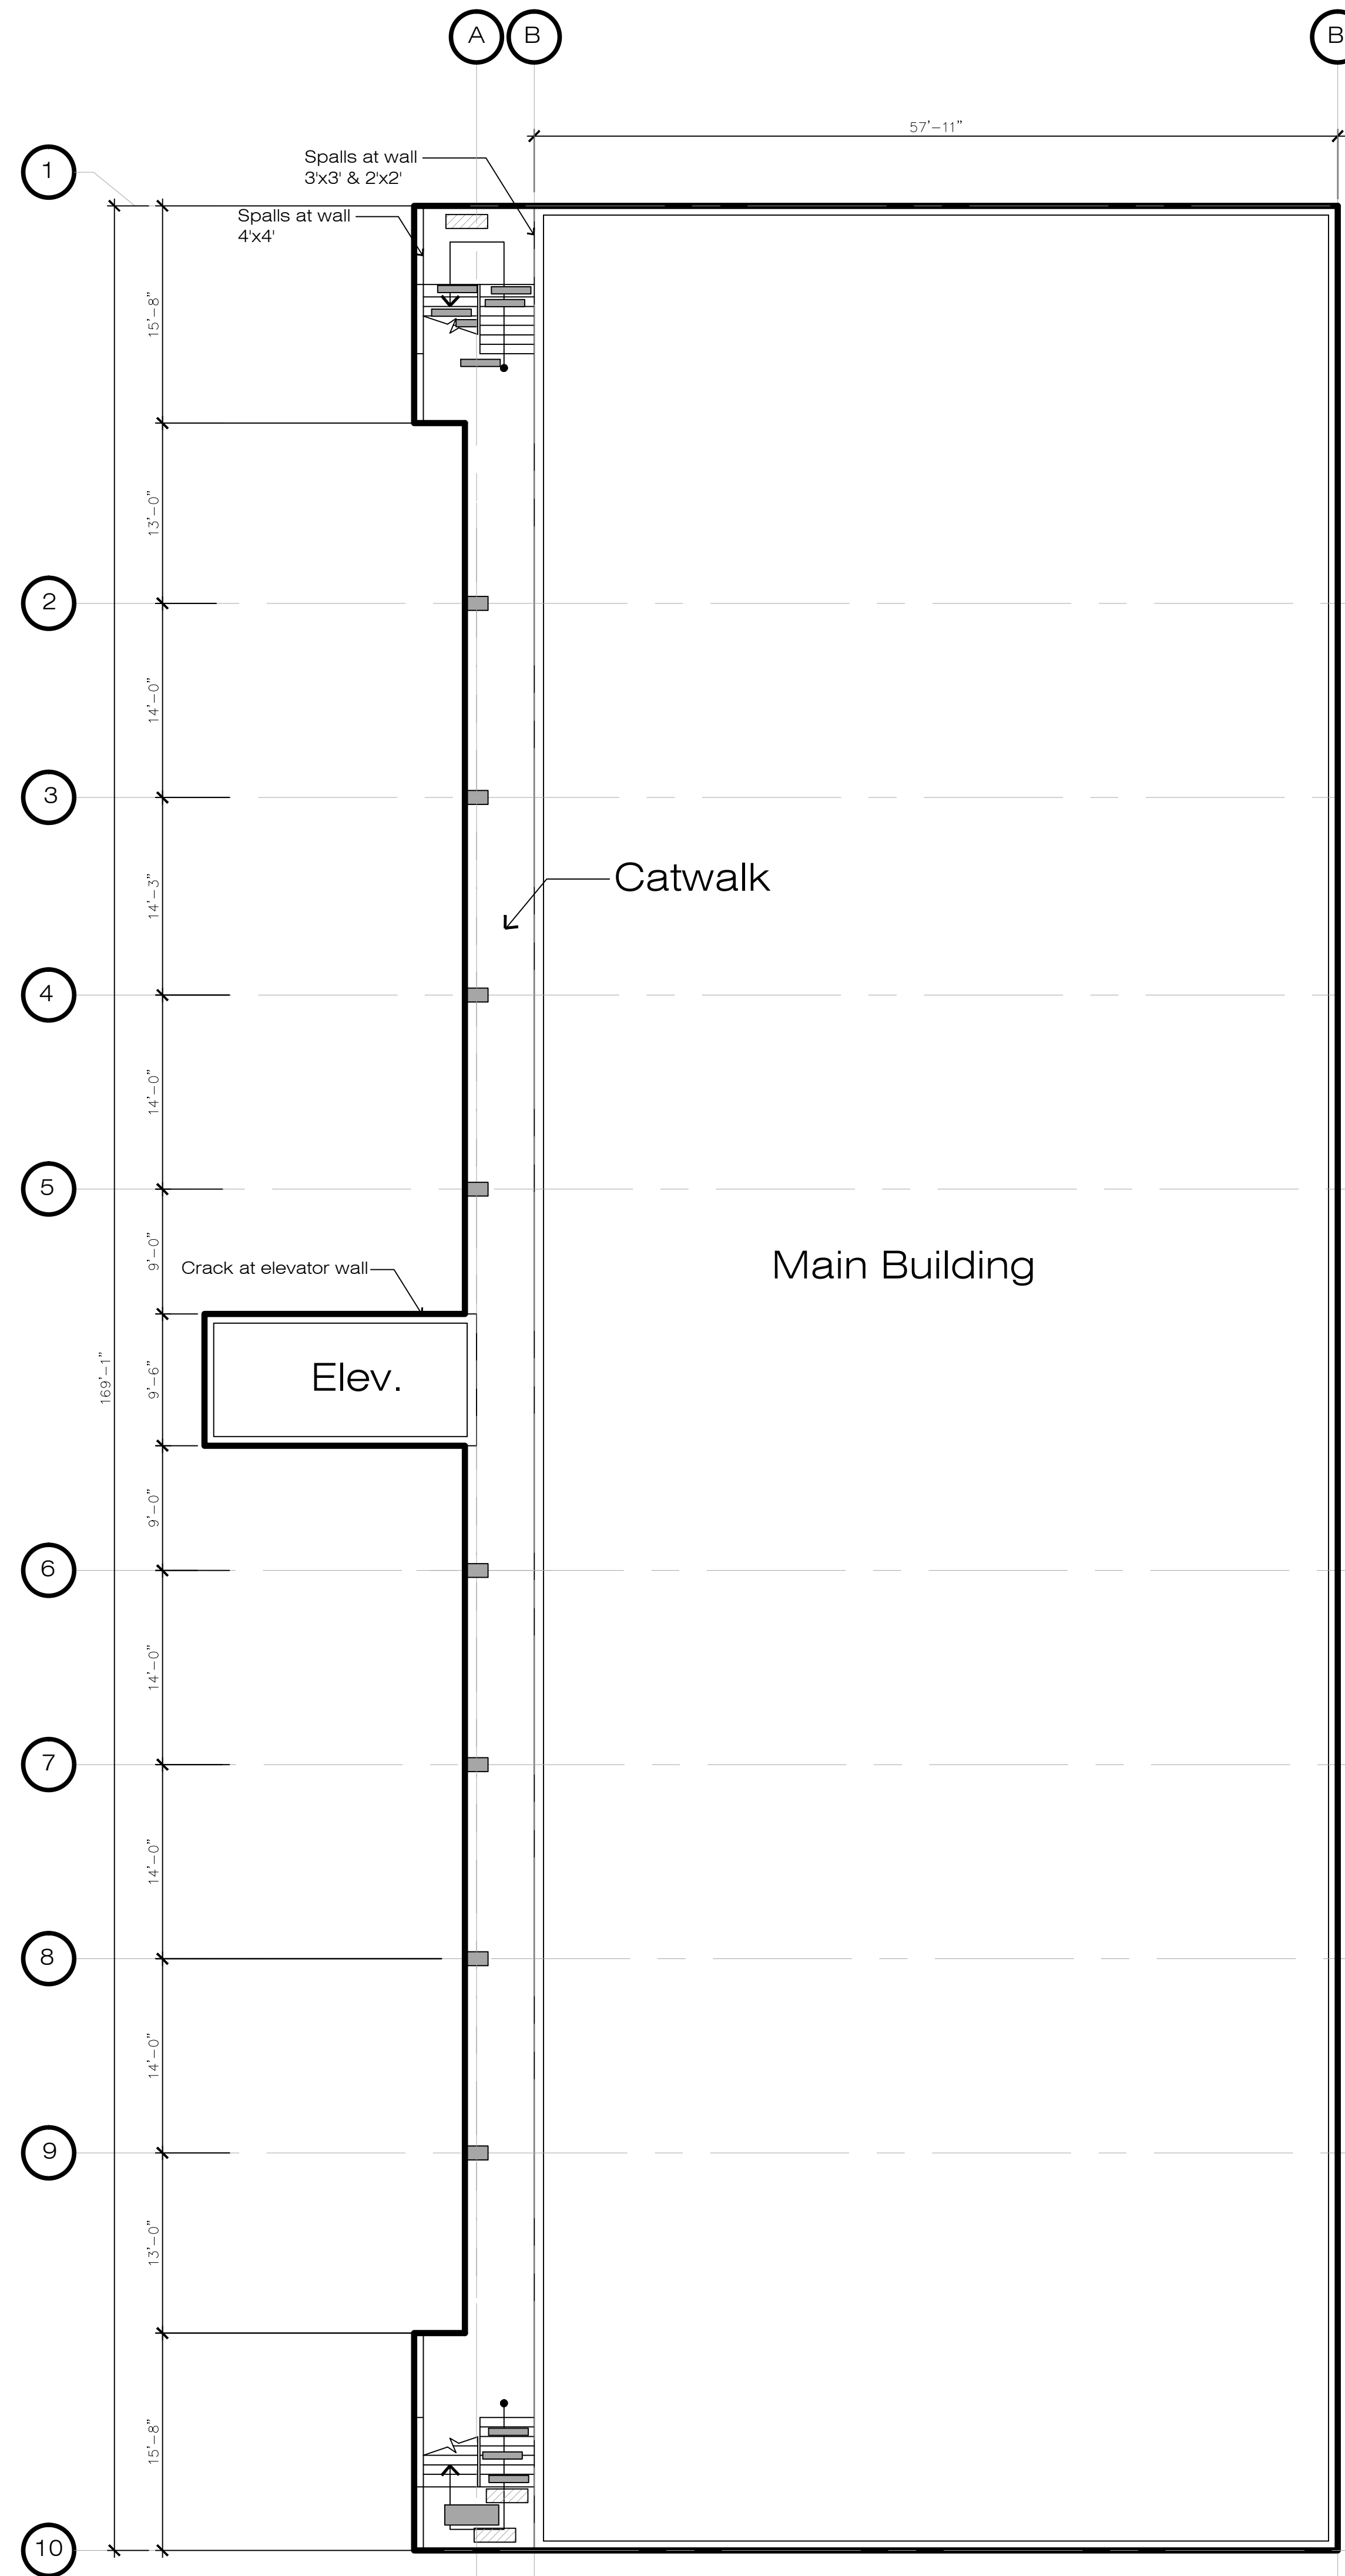 A
B
B
57'-11"
1
Spalls at wall
3'x3' & 2'x2'
Spalls at wall
4'x4'
15'-8"
13'-0"
2
14'-0"
3
14'-3"
Catwalk
4
14'-0"
5
9'-0"
Main Building
Crack at elevator wall
169'-1"
9'-6"
Elev.
9'-0"
6
14'-0"
7
14'-0"
8
14'-0"
9
13'-0"
15'-8"
10